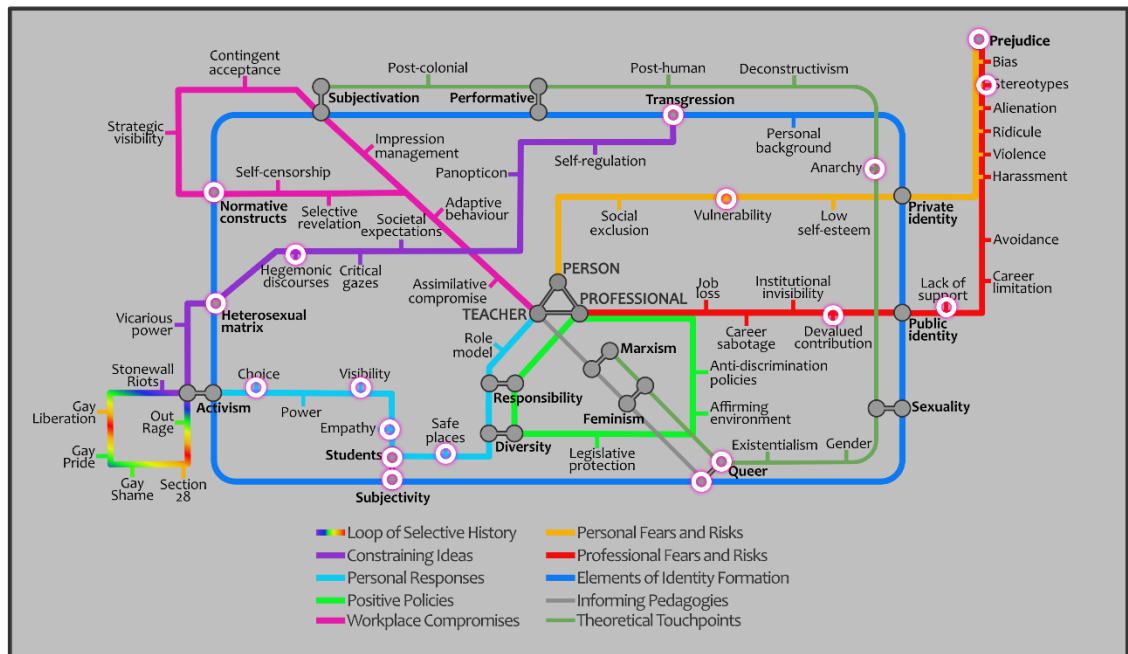 Contingent
acceptance
Post-colonial
Post-human
Deconstructivism
Prejudice
Bias
Stereotypes
Alienation
Ridicule
Violence
Harassment
Subjectivation
Performative
Transgression
Strategic
visibility
Impression
management
Self-regulation
Personal
background
Panopticon
Anarchy
Self-censorship
Normative
constructs
Selective
revelation
Adaptive
behaviour
Societal
expectations
Social
exclusion
Vulnerability
Low
self-esteem
Private
identity
Avoidance
Hegemonic
discourses
Critical
gazes
Assimilative
compromise
PERSON
PROFESSIONAL
TEACHER
Job
loss
Institutional
invisibility
Lack of
support
Career
limitation
Heterosexual
matrix
Vicarious
power
Career
sabotage
Devalued
contribution
Public
identity
Role
model
Marxism
Anti-discrimination
policies
Stonewall
Riots
Choice
Visibility
Responsibility
Feminism
Affirming
environment
Sexuality
Gay
Liberation
Out
Rage
Activism
Power
Empathy
Safe
places
Diversity
Legislative
protection
Existentialism
Gender
Gay
Pride
Students
Queer
Gay
Shame
Section
28
Subjectivity
Loop of Selective History
Constraining Ideas
Personal Responses
Positive Policies
Workplace Compromises
Personal Fears and Risks
Professional Fears and Risks
Elements of Identity Formation
Informing Pedagogies
Theoretical Touchpoints